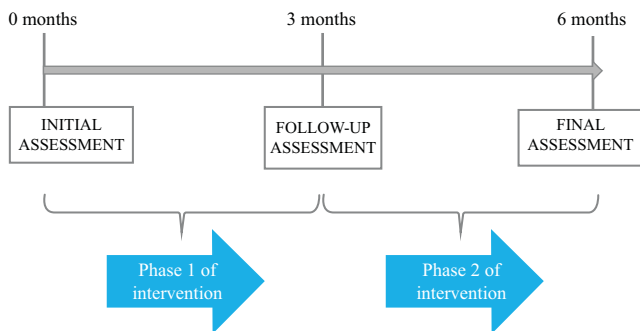 0 months
3 months
6 months
INITIAL
ASSESSMENT
FOLLOW-UP
ASSESSMENT
FINAL
ASSESSMENT
Phase 1 of
intervention
Phase 2 of
intervention